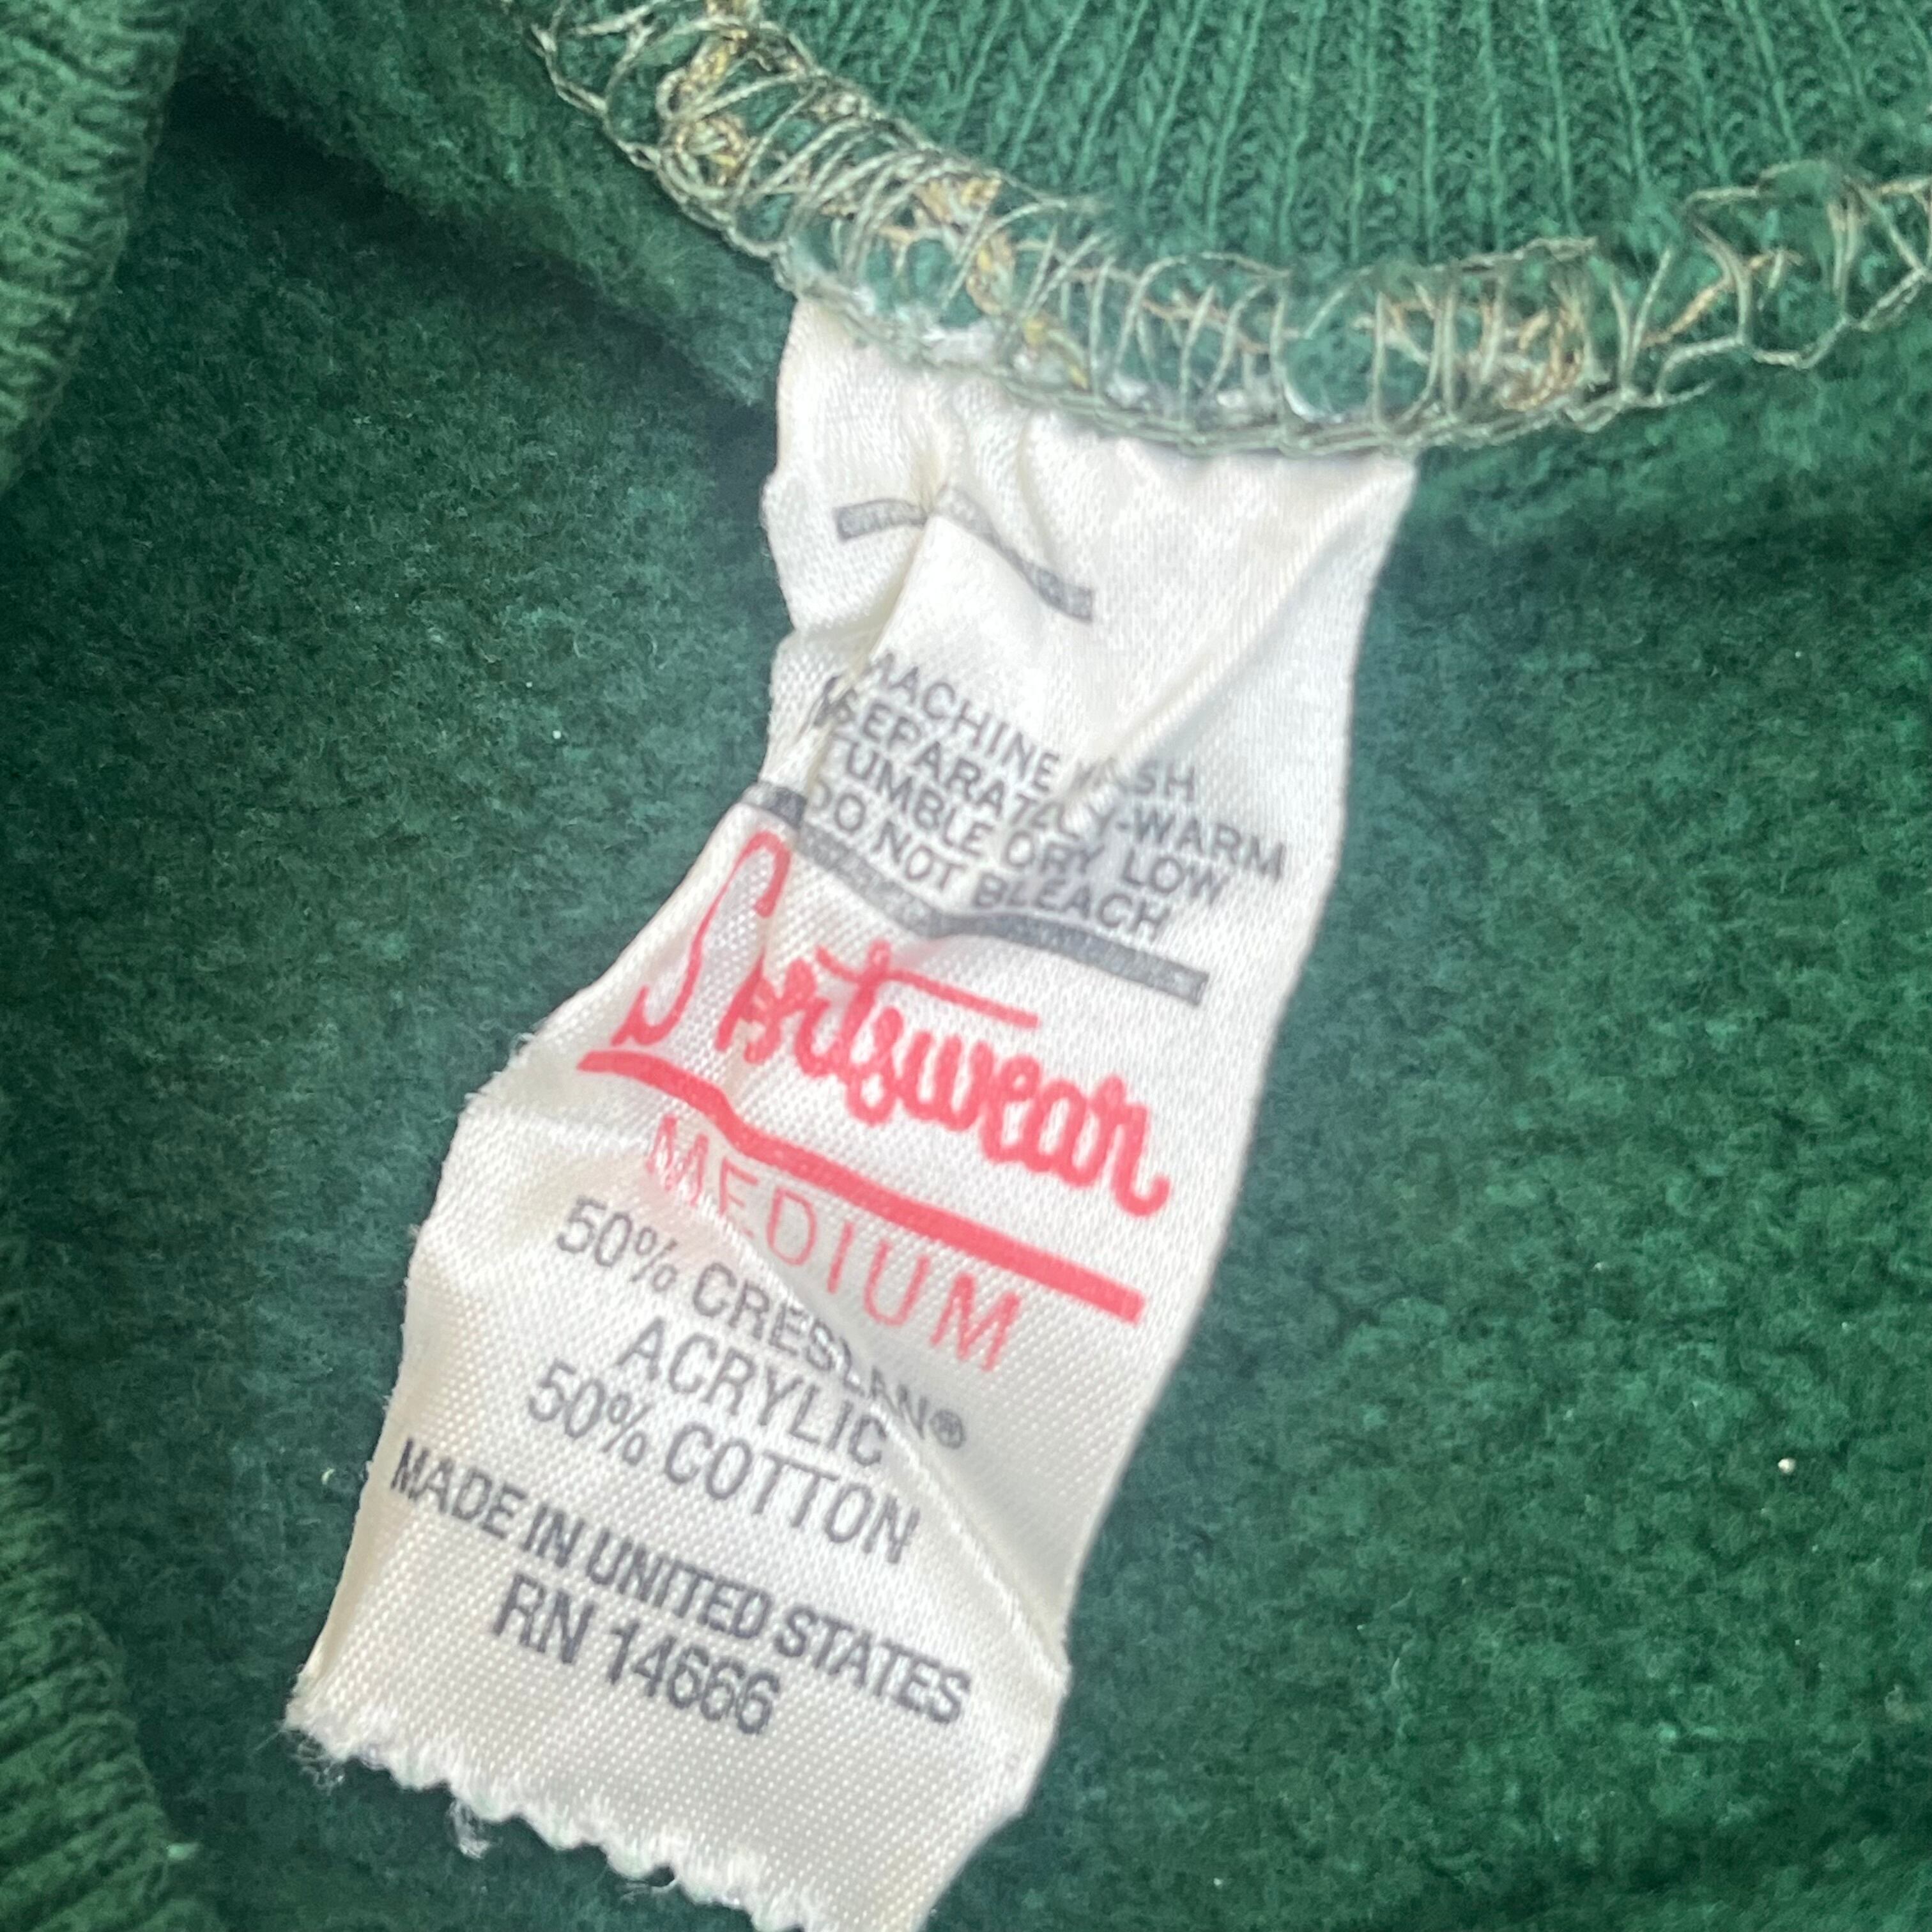 MACHINE WASH
SEPARATELY-WARM
TUMBLE DRY LOW
DO NOT BLEACH
Sportswear
MEDIUM
50% CRESLAN®
ACRYLIC
50% COTTON
MADE IN UNITED STATES
RN 14666